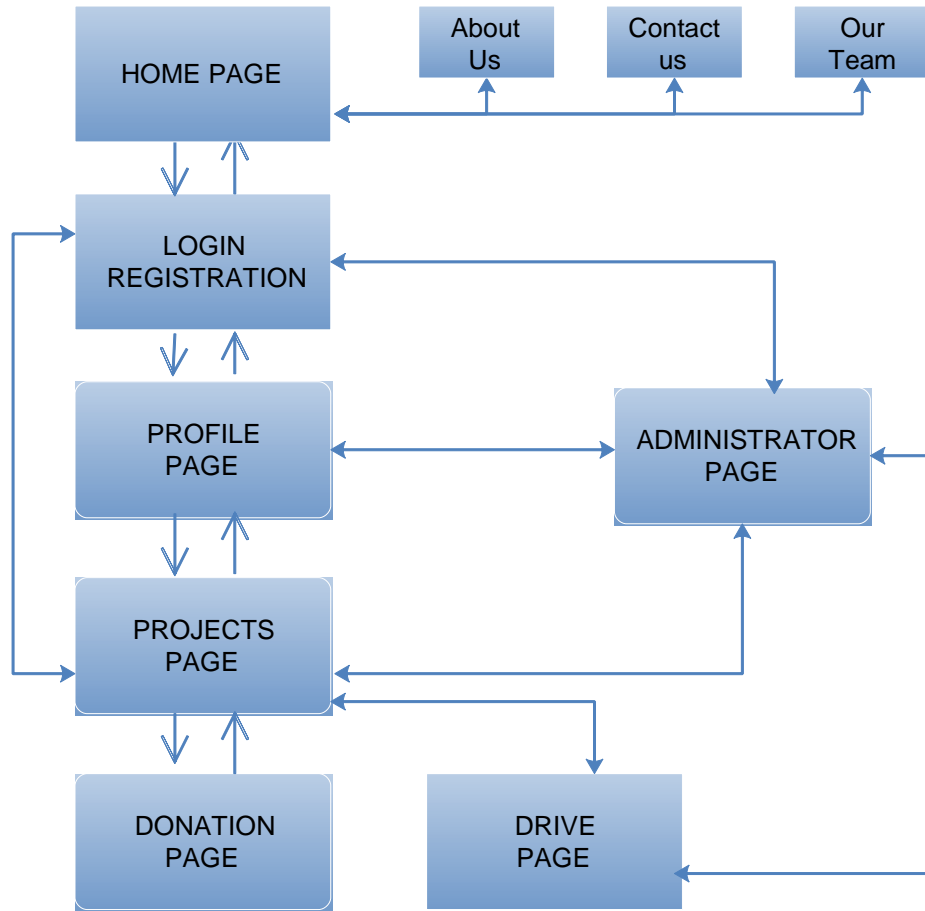 HOME PAGE
About
Us
Contact
us
Our
Team
LOGIN
REGISTRATION
PROFILE
PAGE
ADMINISTRATOR
PAGE
PROJECTS
PAGE
DONATION
PAGE
DRIVE
PAGE